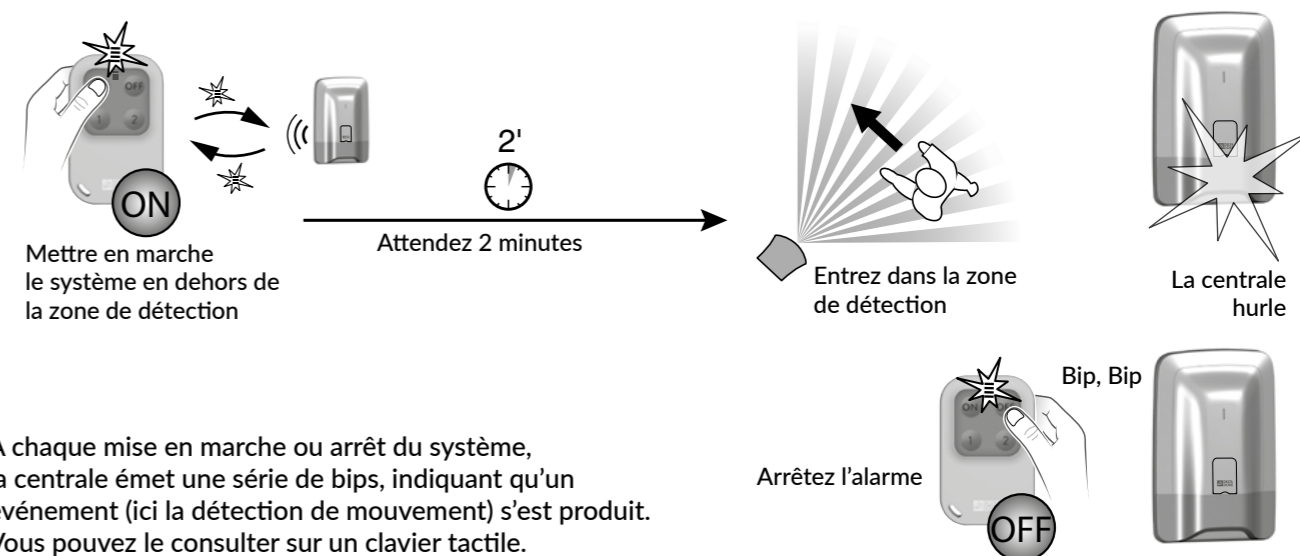 OFF
1 2
ON
2'
Mettre en marche
le système en dehors de
la zone de détection
Attendez 2 minutes
Entrez dans la zone
de détection
La centrale
hurle
Bip, Bip
ON
1 2
Arrêtez l'alarme
OFF
A chaque mise en marche ou arrêt du système,
la centrale émet une série de bips, indiquant qu'un
événement (ici la détection de mouvement) s'est produit.
Vous pouvez le consulter sur un clavier tactile.